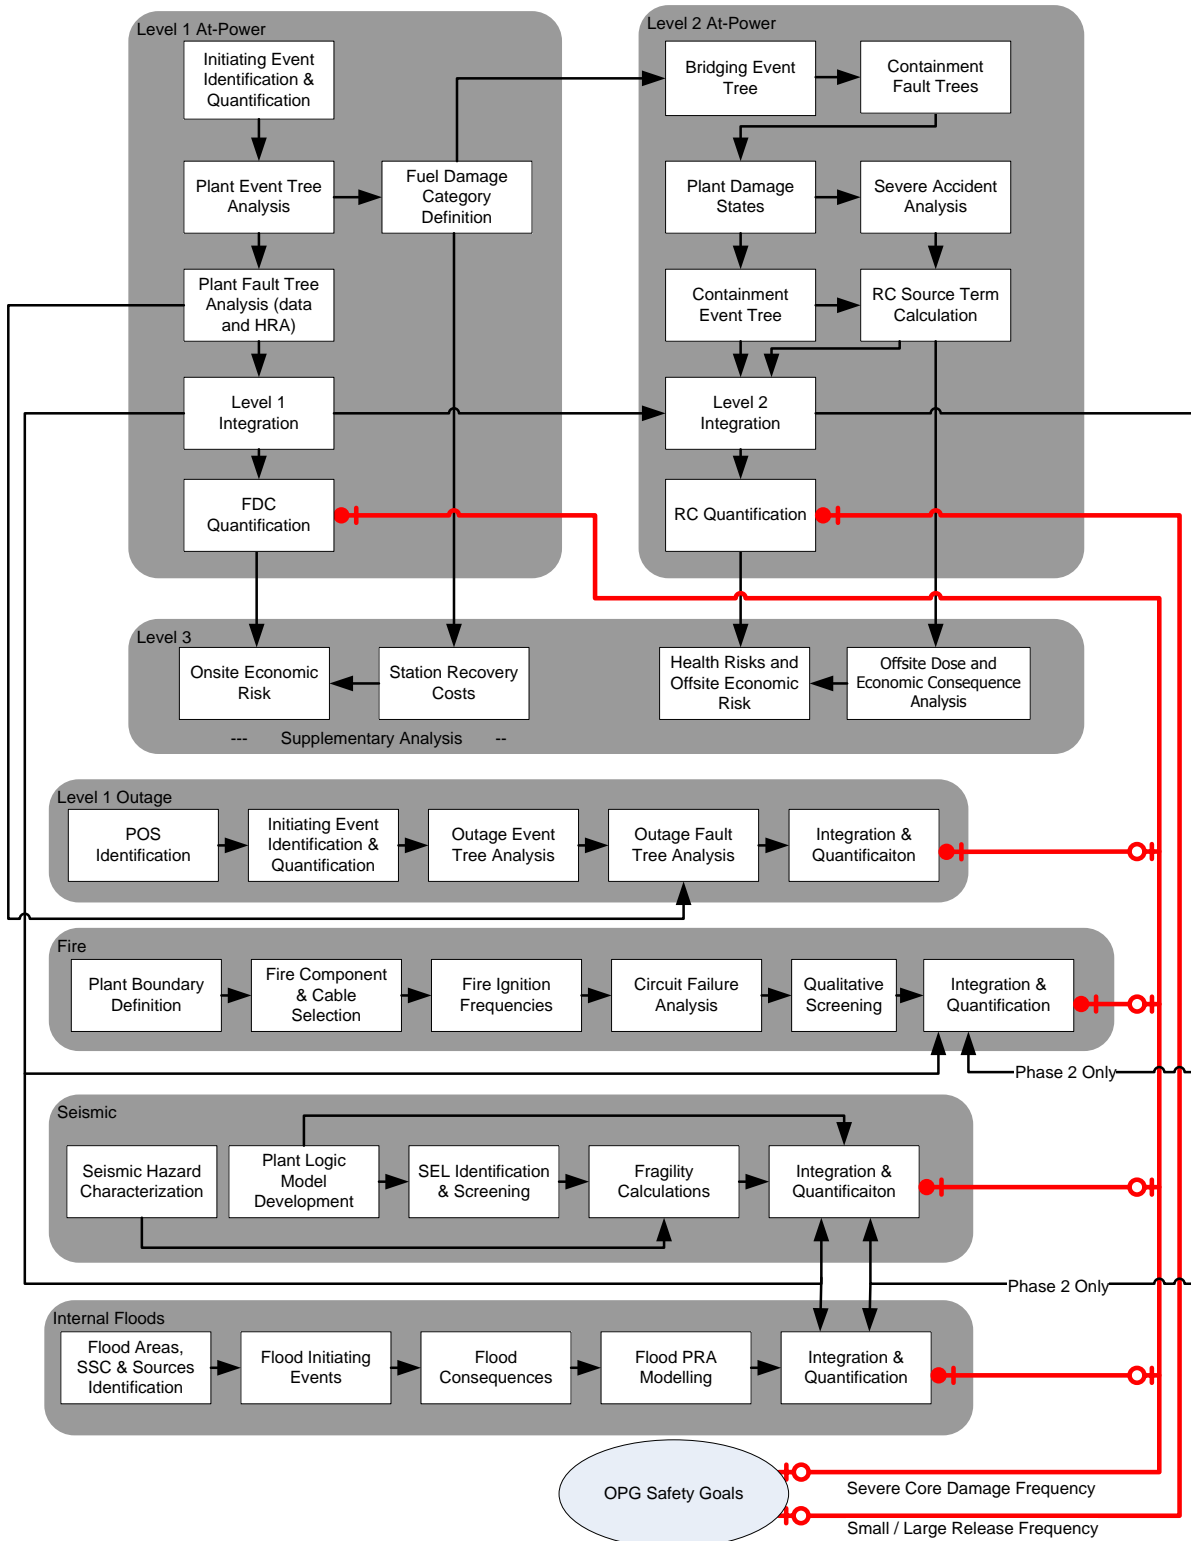 Level 1 At-Power
Initiating Event
Identification &
Quantification
Plant Event Tree
Analysis
Fuel Damage
Category
Definition
Plant Fault Tree
Analysis (data
and HRA)
Level 1
Integration
FDC
Quantification
Level 2 At-Power
Bridging Event
Tree
Containment
Fault Trees
Plant Damage
States
Severe Accident
Analysis
Containment
Event Tree
RC Source Term
Calculation
Level 2
Integration
RC Quantification
Level 3
Onsite Economic
Risk
Station Recovery
Costs
Health Risks and
Offsite Economic
Risk
Offsite Dose and
Economic Consequence
Analysis
--- Supplementary Analysis --
Level 1 Outage
POS
Identification
Initiating Event
Identification &
Quantification
Outage Event
Tree Analysis
Outage Fault
Tree Analysis
Integration &
Quantificaiton
Fire
Plant Boundary
Definition
Fire Component
& Cable
Selection
Fire Ignition
Frequencies
Circuit Failure
Analysis
Qualitative
Screening
Integration &
Quantification
Phase 2 Only
Seismic
Seismic Hazard
Characterization
Plant Logic
Model
Development
SEL Identification
& Screening
Fragility
Calculations
Integration &
Quantificaiton
Phase 2 Only
Internal Floods
Flood Areas,
SSC & Sources
Identification
Flood Initiating
Events
Flood
Consequences
Flood PRA
Modelling
Integration &
Quantification
OPG Safety Goals
Severe Core Damage Frequency
Small / Large Release Frequency